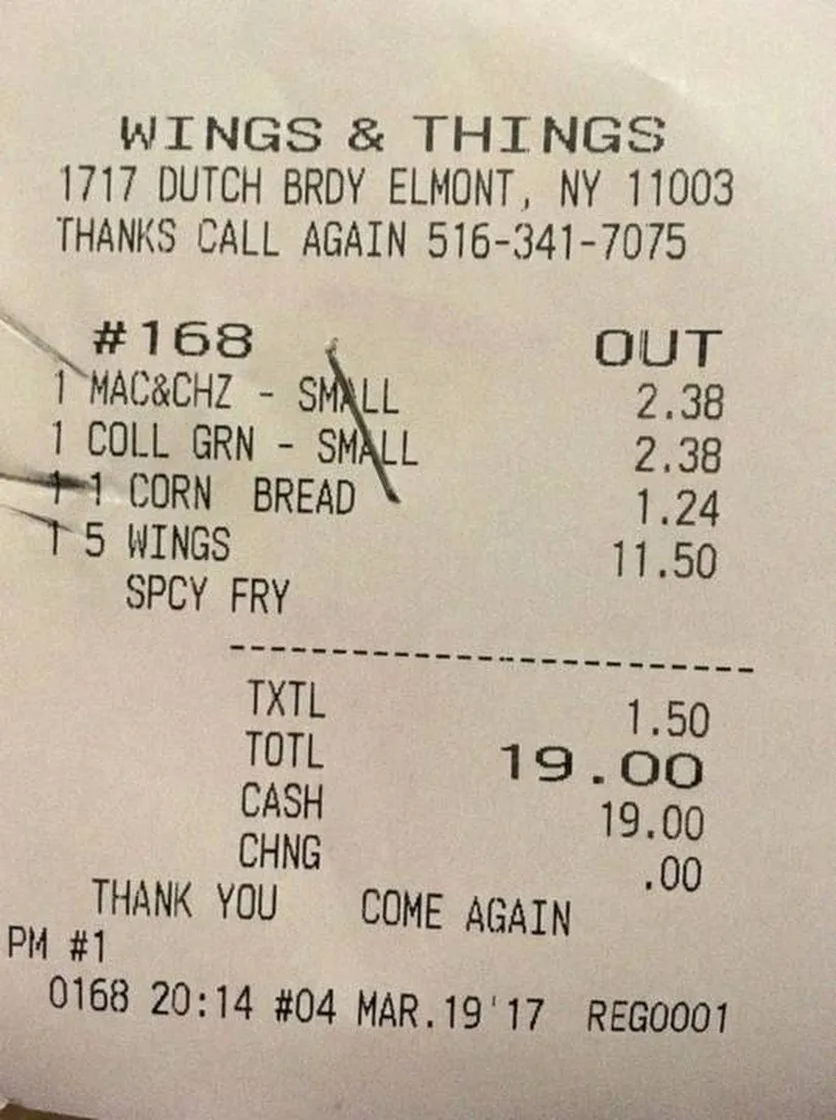 WINGS & THINGS
1717 DUTCH BRDY ELMONT, NY 11003
THANKS CALL AGAIN 516-341-7075
#168 OUT
1 MAC&CHZ - SMALL 2.38
1 COLL GRN - SMALL 2.38
1 1 CORN BREAD 1.24
1 5 WINGS 11.50
SPCY FRY
--------------------------------
TXTL 1.50
TOTL 19.00
CASH 19.00
CHNG .00
THANK YOU COME AGAIN
PM #1
0168 20:14 #04 MAR.19'17 REG0001